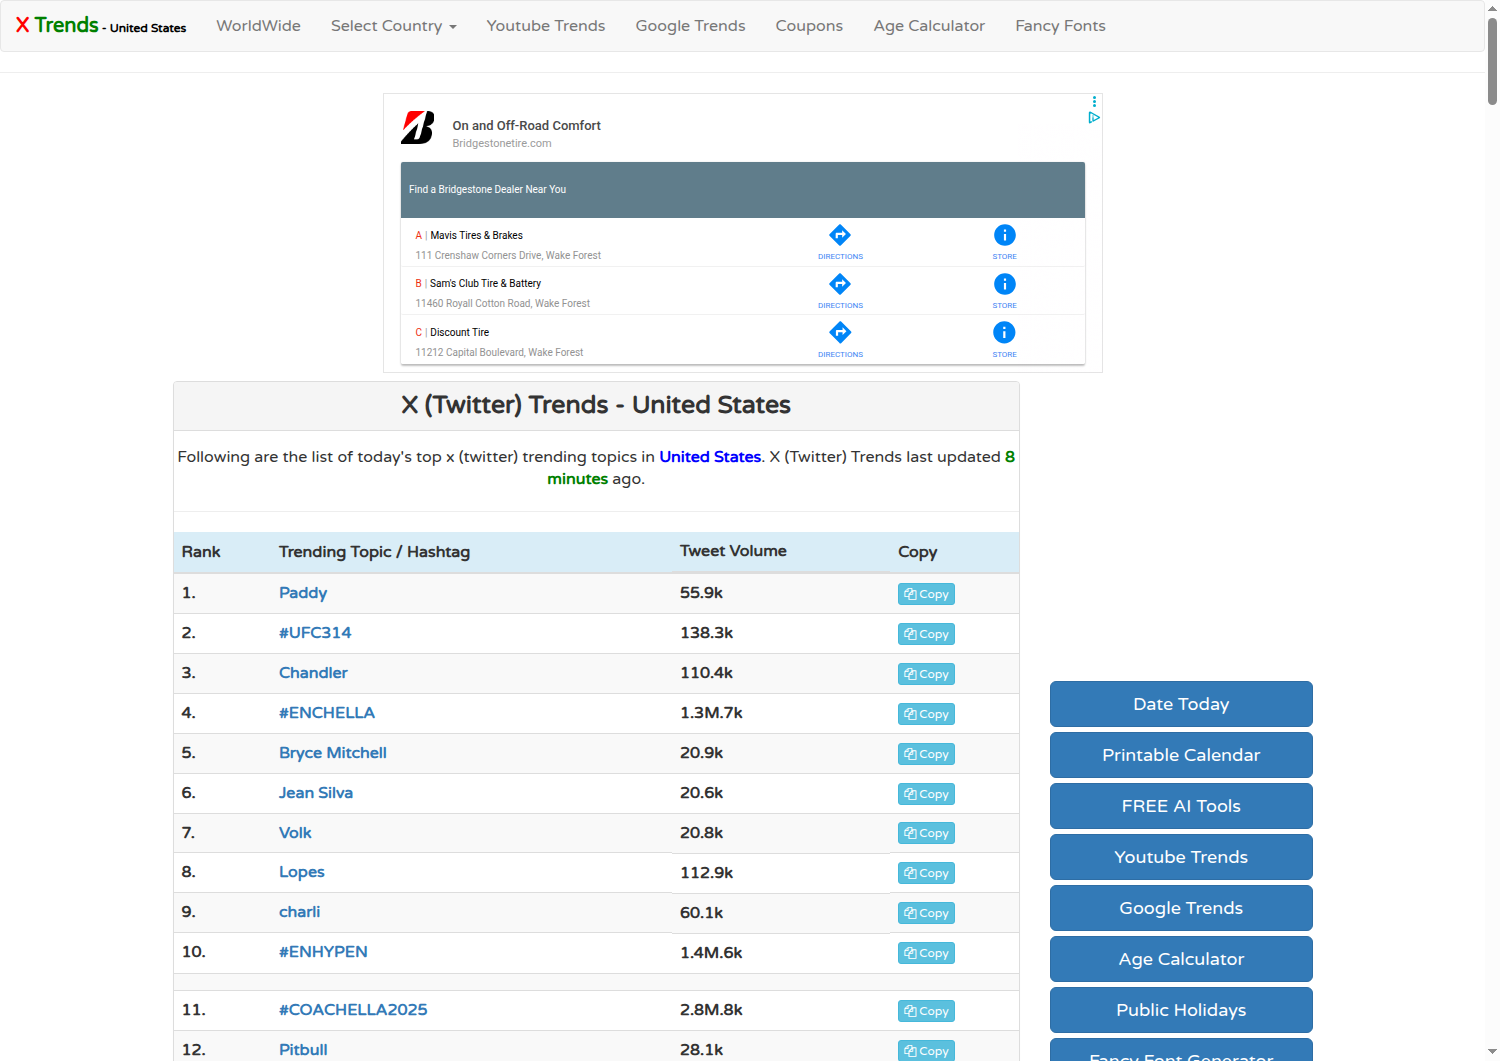 X Trends - United States WorldWide Select Country Youtube Trends Google Trends Coupons Age Calculator Fancy Fonts
On and Off-Road Comfort
Bridgestonetire.com
Find a Bridgestone Dealer Near You
A | Mavis Tires & Brakes
111 Crenshaw Corners Drive, Wake Forest
DIRECTIONS STORE
B | Sam's Club Tire & Battery
11460 Royall Cotton Road, Wake Forest
DIRECTIONS STORE
C | Discount Tire
11212 Capital Boulevard, Wake Forest
DIRECTIONS STORE
X (Twitter) Trends - United States
Following are the list of today's top x (twitter) trending topics in United States. X (Twitter) Trends last updated 8
minutes ago.
Rank Trending Topic / Hashtag Tweet Volume Copy
1. Paddy 55.9k Copy
2. #UFC314 138.3k Copy
3. Chandler 110.4k Copy
4. #ENCHELLA 1.3M.7k Copy
5. Bryce Mitchell 20.9k Copy
6. Jean Silva 20.6k Copy
7. Volk 20.8k Copy
8. Lopes 112.9k Copy
9. charli 60.1k Copy
10. #ENHYPEN 1.4M.6k Copy
11. #COACHELLA2025 2.8M.8k Copy
12. Pitbull 28.1k Copy
Date Today
Printable Calendar
FREE AI Tools
Youtube Trends
Google Trends
Age Calculator
Public Holidays
Fancy Font Generator